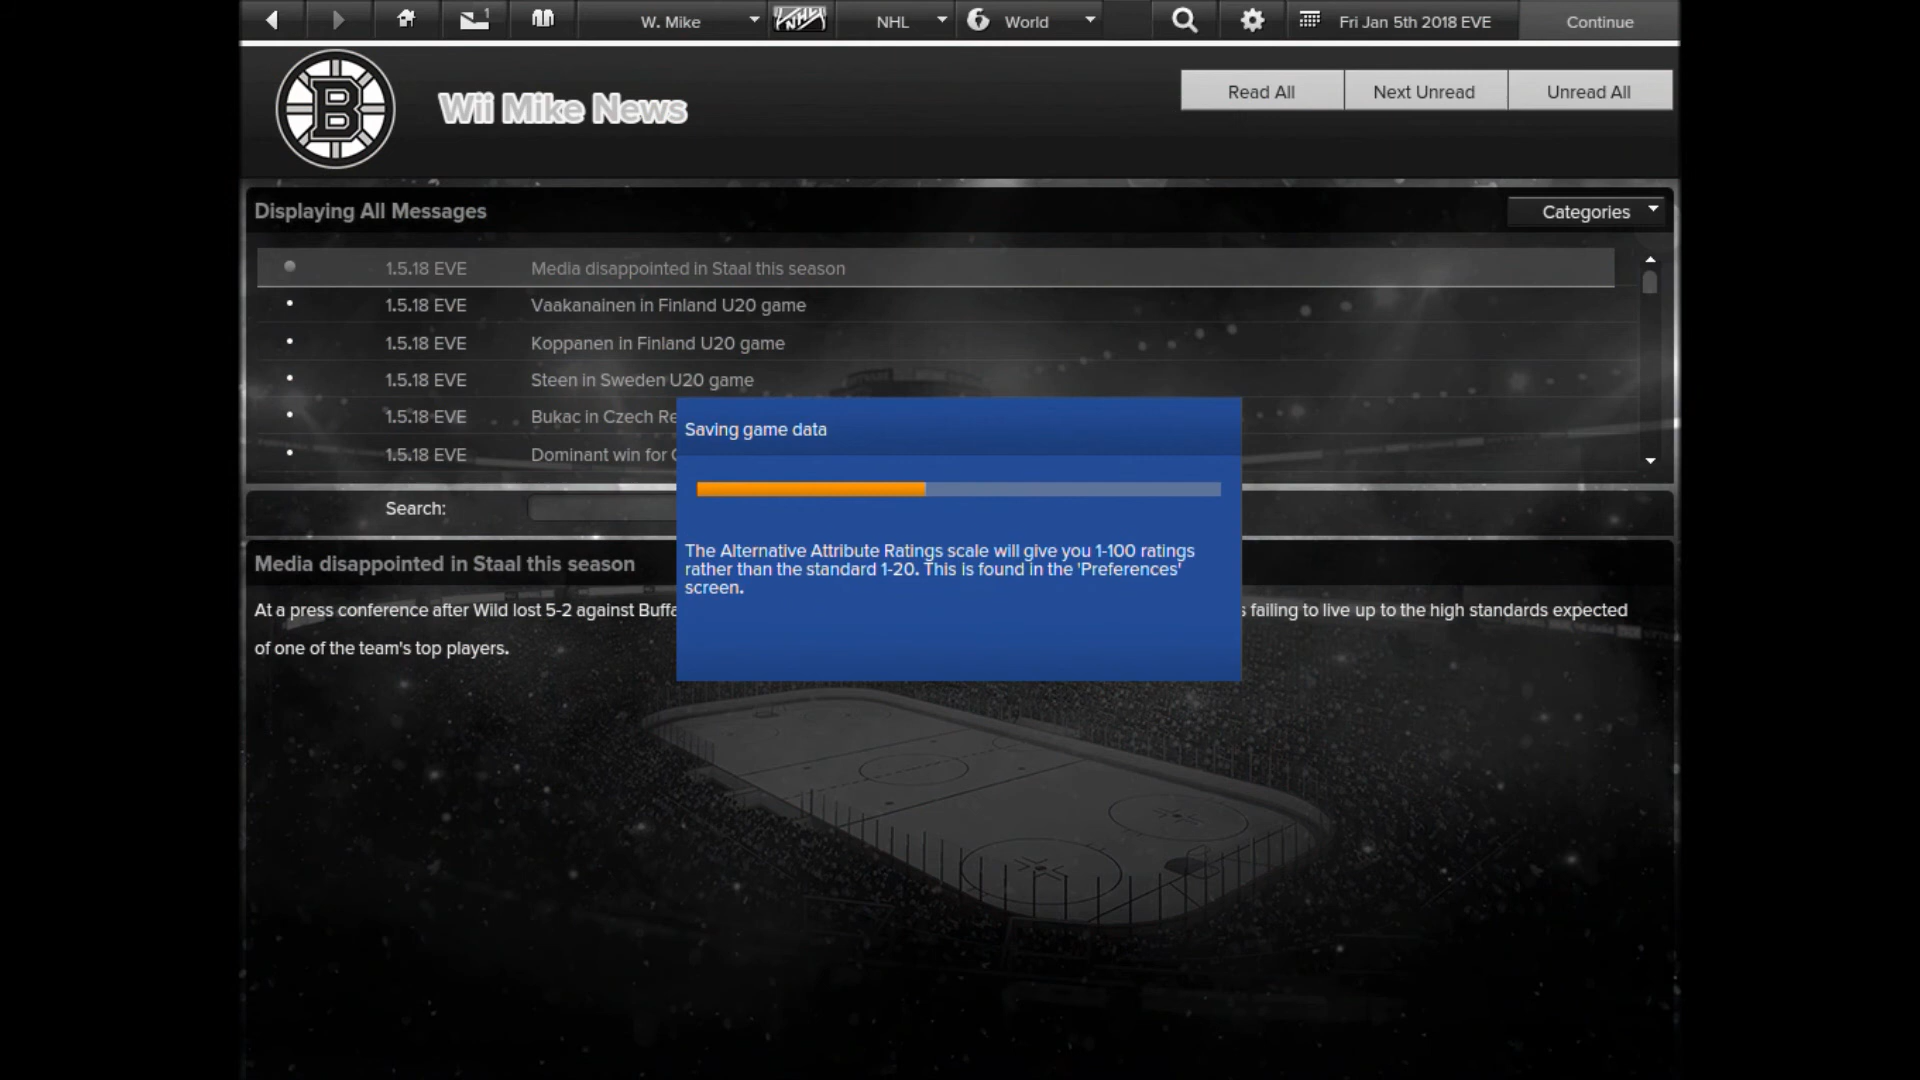 1
W. Mike
NHL
NHL
World
Fri Jan 5th 2018 EVE
Continue
B
Wii Mike News
Read All
Next Unread
Unread All
Displaying All Messages
Categories
1.5.18 EVE Media disappointed in Staal this season
1.5.18 EVE Vaakanainen in Finland U20 game
1.5.18 EVE Koppanen in Finland U20 game
1.5.18 EVE Steen in Sweden U20 game
1.5.18 EVE Bukac in Czech Re
1.5.18 EVE Dominant win for
Search:
Saving game data
The Alternative Attribute Ratings scale will give you 1-100 ratings
rather than the standard 1-20. This is found in the 'Preferences'
screen.
Media disappointed in Staal this season
At a press conference after Wild lost 5-2 against Buffa s failing to live up to the high standards expected
of one of the team's top players.